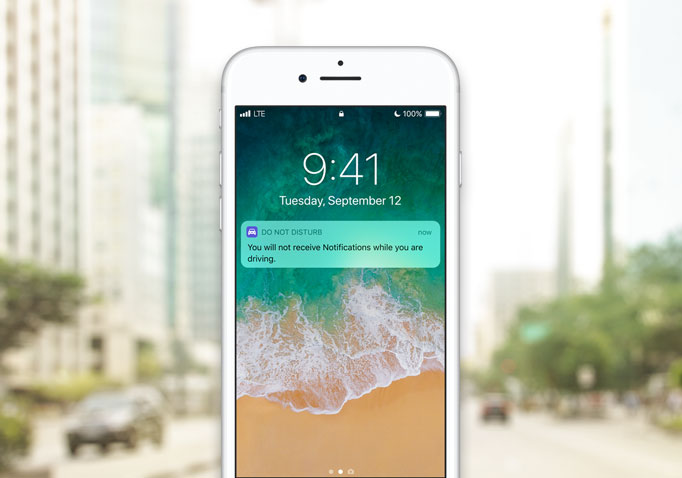 LTE 100%
9:41
Tuesday, September 12
DO NOT DISTURB now
You will not receive Notifications while you are
driving.